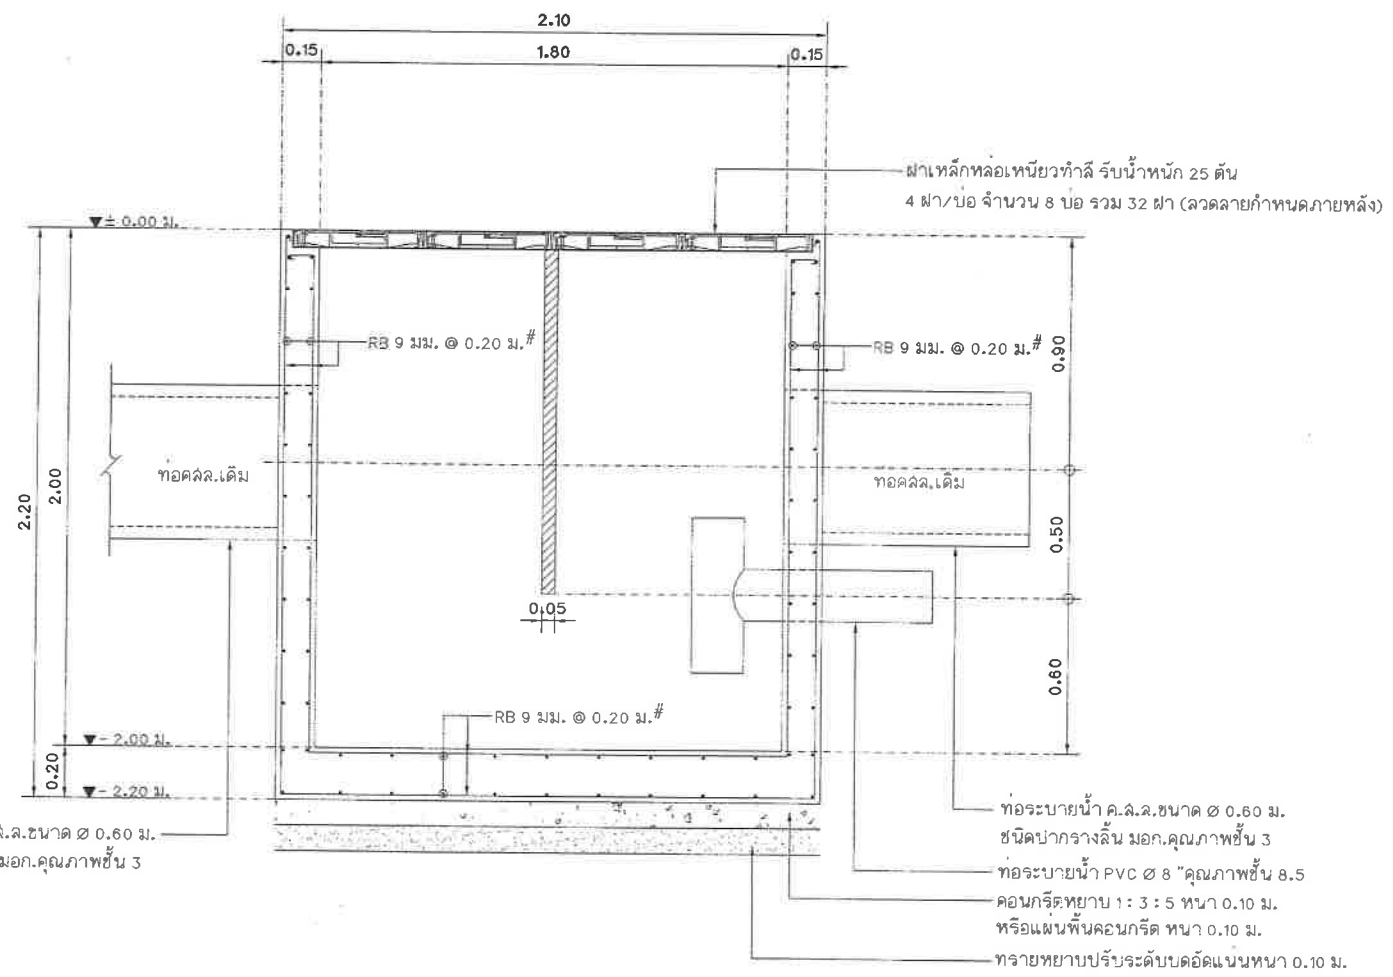 2.10
0.15
1.80
0.15
ฝาเหล็กหล่อเหนียวทำสี รับน้ำหนัก 25 ตัน
4 ฝา/บ่อ จำนวน 8 บ่อ รวม 32 ฝา (ลวดลายกำหนดภายหลัง)
± 0.00 ม.
RB 9 มม. @ 0.20 ม.#
RB 9 มม. @ 0.20 ม.#
0.90
ท่อคสล.เดิม
ท่อคสล.เดิม
2.20
2.00
0.50
0.05
0.60
RB 9 มม. @ 0.20 ม.#
- 2.00 ม.
0.20
- 2.20 ม.
ส.ล.ขนาด Ø 0.60 ม.
มอก.คุณภาพชั้น 3
ท่อระบายน้ำ ค.ส.ล.ขนาด Ø 0.60 ม.
ชนิดปากรางลิ้น มอก.คุณภาพชั้น 3
ท่อระบายน้ำ PVC Ø 8 "คุณภาพชั้น 8.5
คอนกรีตหยาบ 1 : 3 : 5 หนา 0.10 ม.
หรือแผ่นพื้นคอนกรีต หนา 0.10 ม.
ทรายหยาบปรับระดับบดอัดแน่นหนา 0.10 ม.